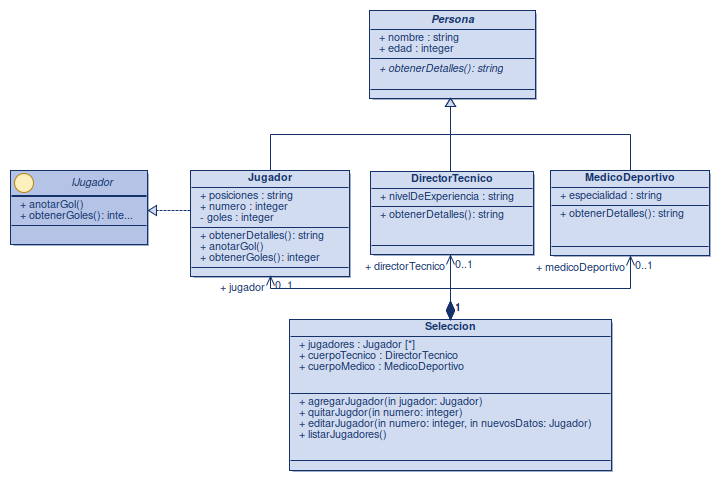 Persona
+ nombre : string
+ edad : integer
+ obtenerDetalles(): string
IJugador
+ anotarGol()
+ obtenerGoles(): inte...
Jugador
+ posiciones : string
+ numero : integer
- goles : integer
+ obtenerDetalles(): string
+ anotarGol()
+ obtenerGoles(): integer
DirectorTecnico
+ nivelDeExperiencia : string
+ obtenerDetalles(): string
MedicoDeportivo
+ especialidad : string
+ obtenerDetalles(): string
+ jugador
0..1
+ directorTecnico
0..1
+ medicoDeportivo
0..1
1
Seleccion
+ jugadores : Jugador [*]
+ cuerpoTecnico : DirectorTecnico
+ cuerpoMedico : MedicoDeportivo
+ agregarJugador(in jugador: Jugador)
+ quitarJugdor(in numero: integer)
+ editarJugador(in numero: integer, in nuevosDatos: Jugador)
+ listarJugadores()